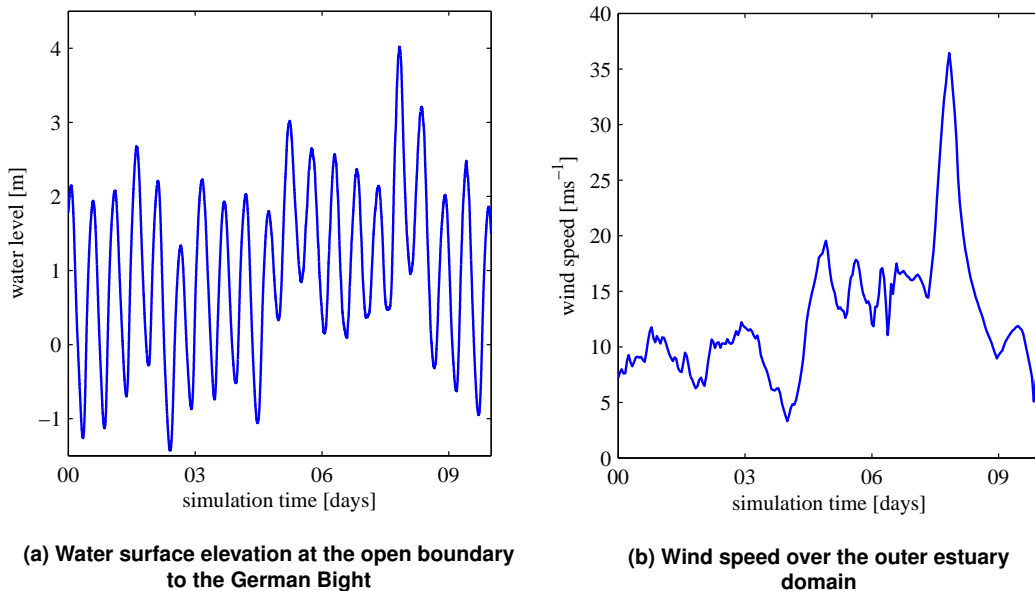 4
3
2
1
0
−1
00
03
06
09
water level [m]
simulation time [days]
(a) Water surface elevation at the open boundary
to the German Bight
40
35
30
25
20
15
10
5
0
00
03
06
09
wind speed [ms⁻¹]
simulation time [days]
(b) Wind speed over the outer estuary
domain